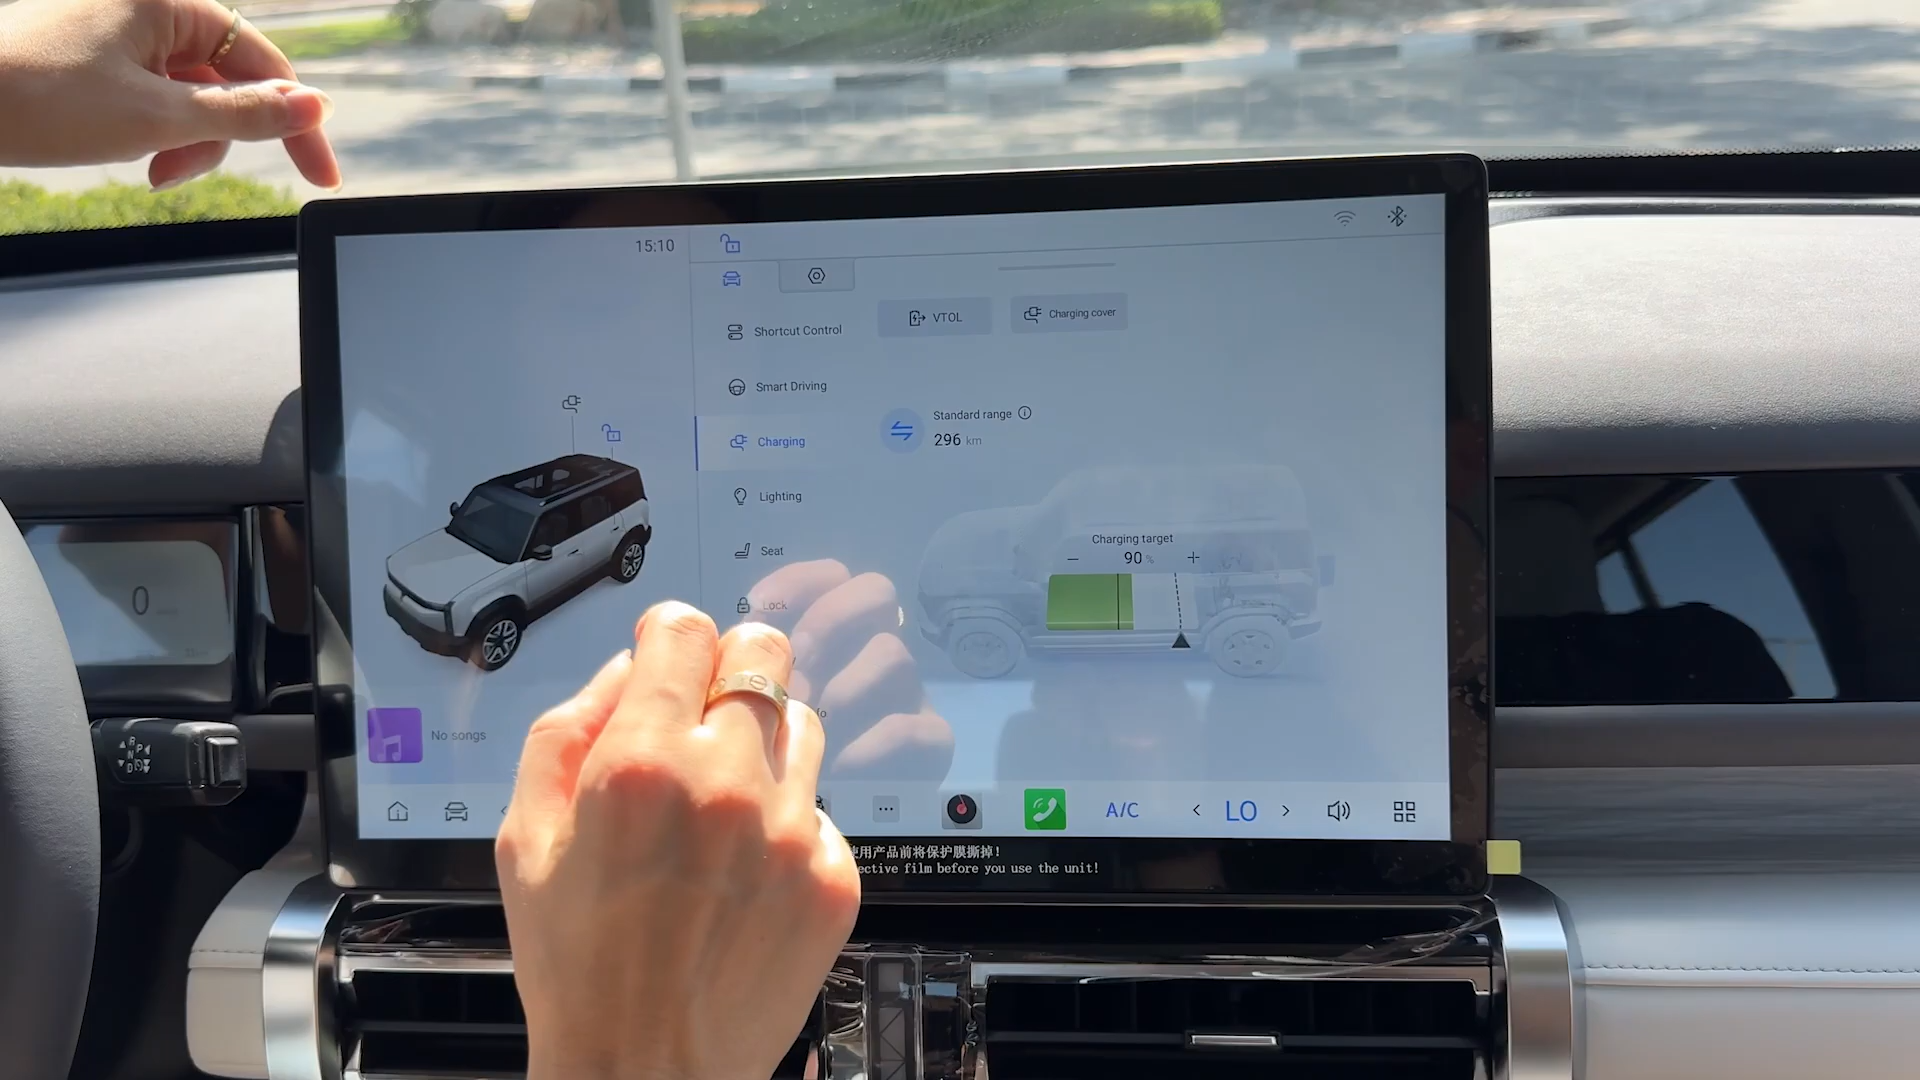 15:10
Shortcut Control
VTOL
Charging cover
Smart Driving
Standard range
296 km
Charging
Lighting
Charging target
− 90 % +
Seat
Lock
0
R P
N
D
No songs
A/C
< LO >
使用产品前将保护膜撕掉!
ective film before you use the unit!